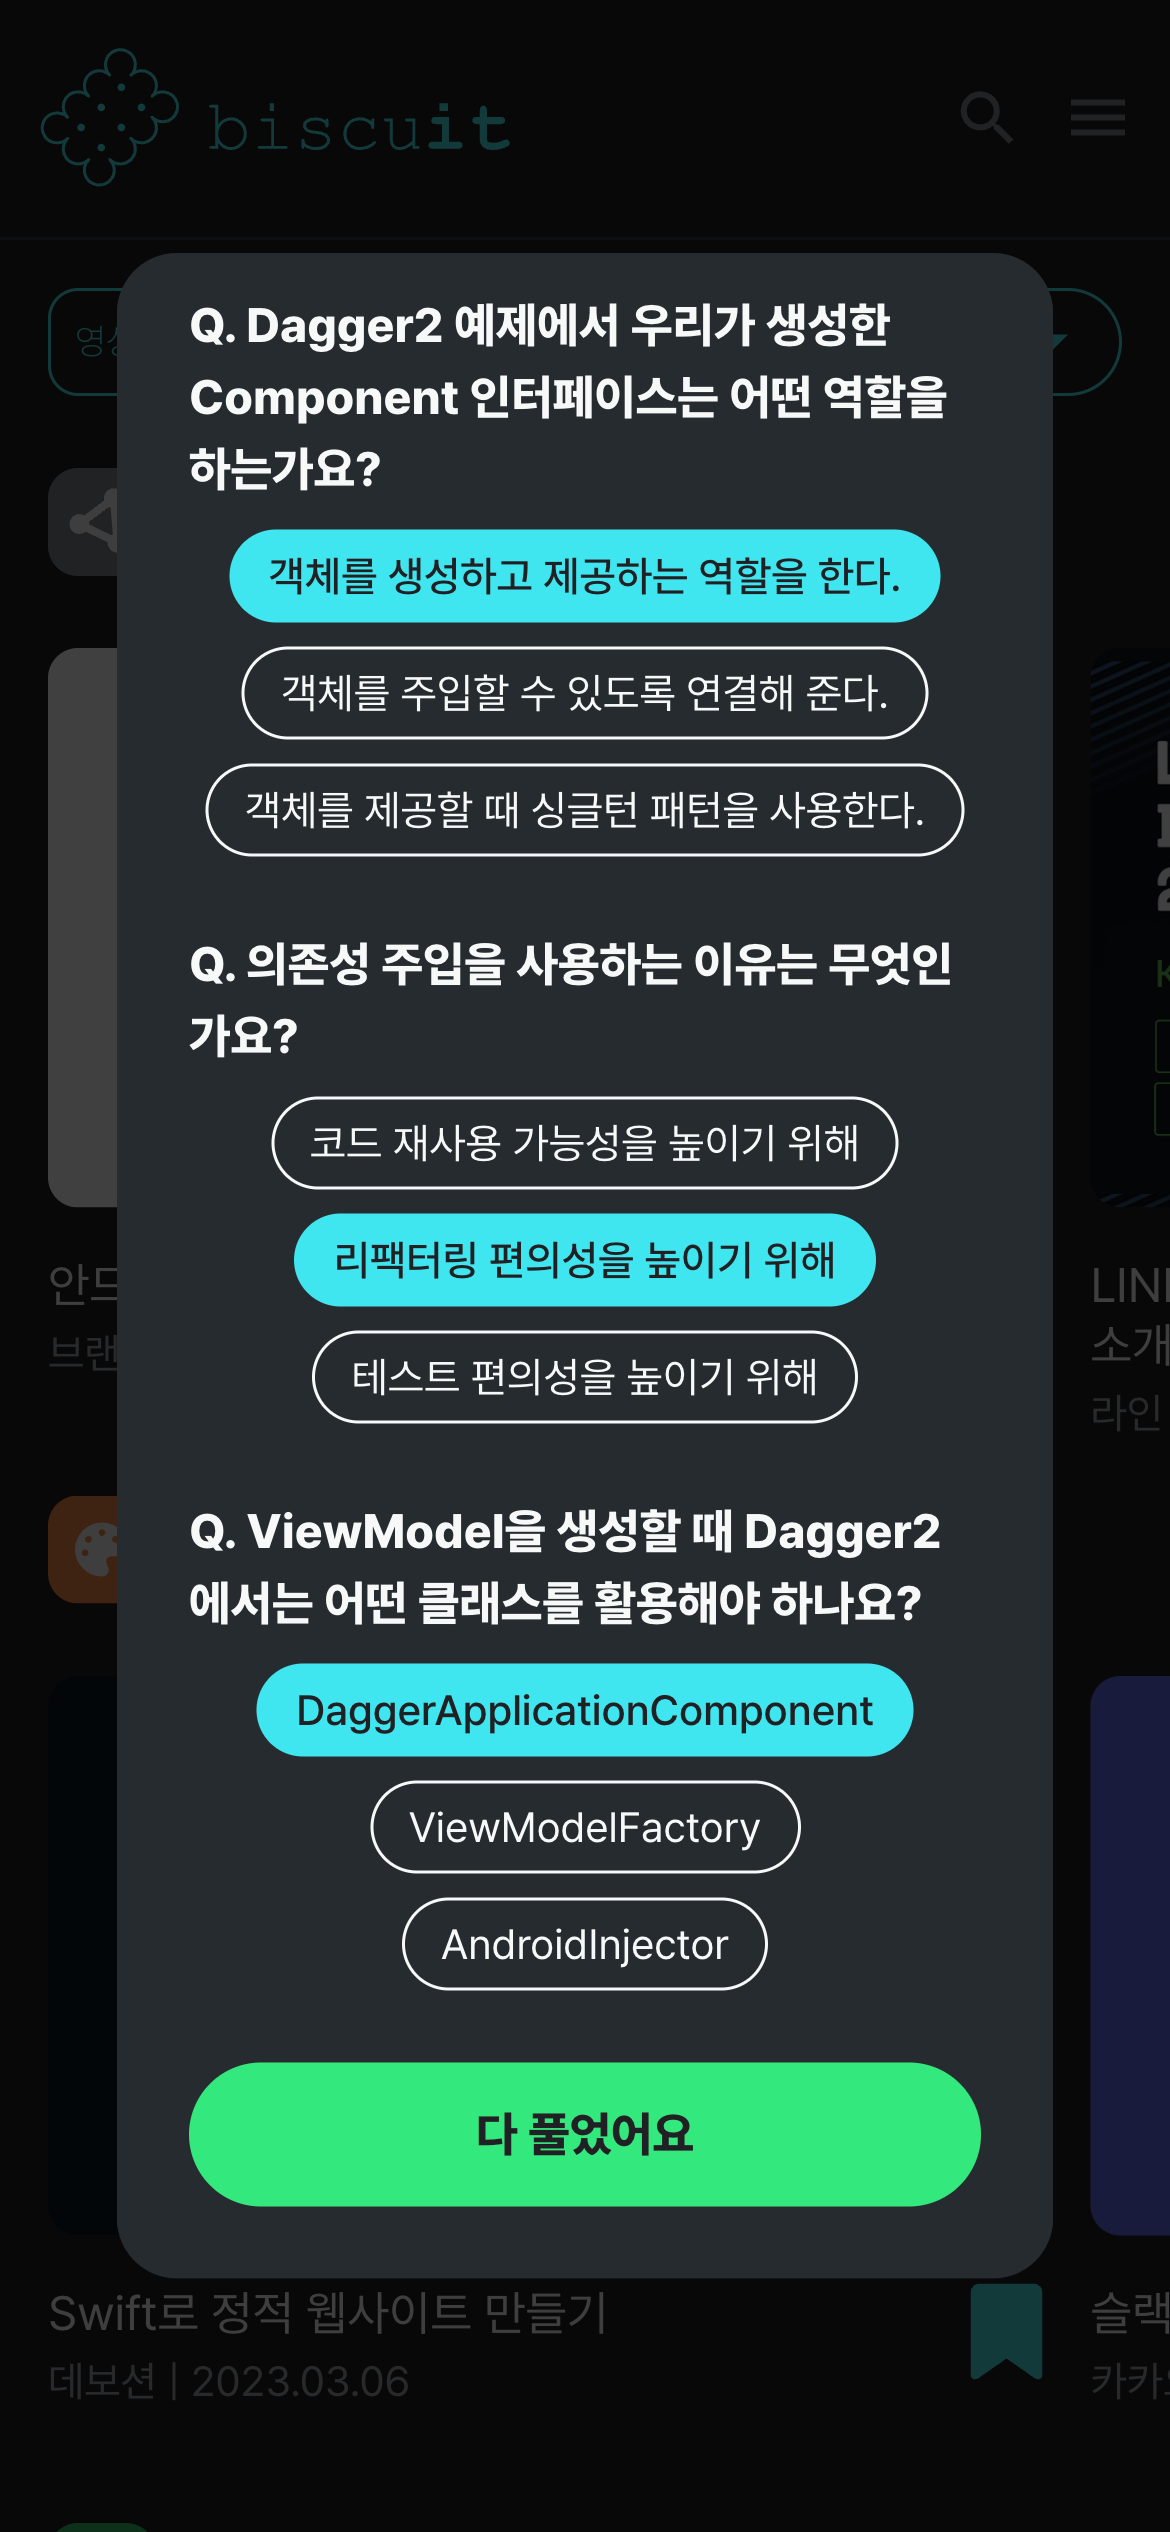 biscuit
Q. Dagger2 예제에서 우리가 생성한
Component 인터페이스는 어떤 역할을
하는가요?
객체를 생성하고 제공하는 역할을 한다.
객체를 주입할 수 있도록 연결해 준다.
객체를 제공할 때 싱글턴 패턴을 사용한다.
Q. 의존성 주입을 사용하는 이유는 무엇인
가요?
코드 재사용 가능성을 높이기 위해
리팩터링 편의성을 높이기 위해
테스트 편의성을 높이기 위해
Q. ViewModel을 생성할 때 Dagger2
에서는 어떤 클래스를 활용해야 하나요?
DaggerApplicationComponent
ViewModelFactory
AndroidInjector
다 풀었어요
소개
라인
Swift로 정적 웹사이트 만들기
데보션 | 2023.03.06
슬랙